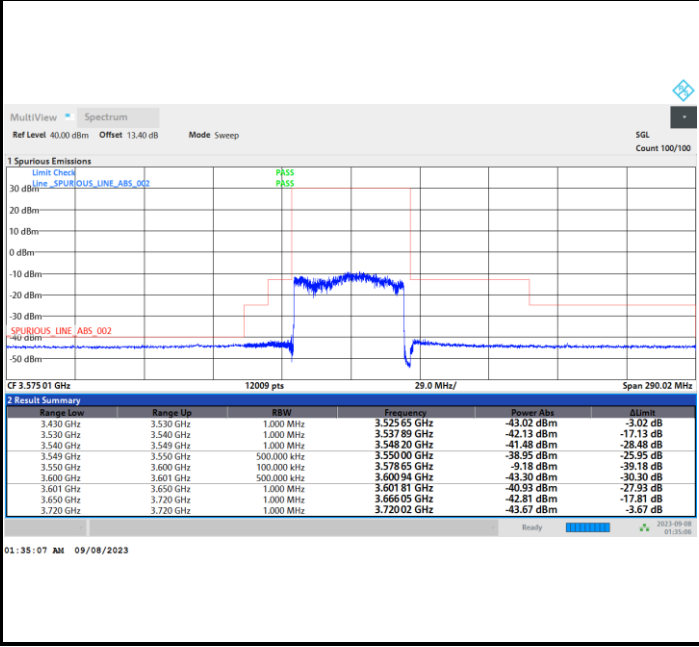 MultiView Spectrum
Ref Level 40.00 dBm Offset 13.40 dB Mode Sweep SGL
Count 100/100
1 Spurious Emissions
Limit Check PASS
Line _SPURIOUS_LINE_ABS_002 PASS
30 dBm
20 dBm
10 dBm
0 dBm
-10 dBm
-20 dBm
-30 dBm
_SPURIOUS_LINE_ABS_002
-40 dBm
-50 dBm
CF 3.575 01 GHz 12009 pts 29.0 MHz/ Span 290.02 MHz
2 Result Summary
Range Low Range Up RBW Frequency Power Abs ΔLimit
3.430 GHz 3.530 GHz 1.000 MHz 3.525 65 GHz -43.02 dBm -3.02 dB
3.530 GHz 3.540 GHz 1.000 MHz 3.537 89 GHz -42.13 dBm -17.13 dB
3.540 GHz 3.549 GHz 1.000 MHz 3.548 20 GHz -41.48 dBm -28.48 dB
3.549 GHz 3.550 GHz 500.000 kHz 3.550 00 GHz -38.95 dBm -25.95 dB
3.550 GHz 3.600 GHz 100.000 kHz 3.578 65 GHz -9.18 dBm -39.18 dB
3.600 GHz 3.601 GHz 500.000 kHz 3.600 94 GHz -43.30 dBm -30.30 dB
3.601 GHz 3.650 GHz 1.000 MHz 3.601 81 GHz -40.93 dBm -27.93 dB
3.650 GHz 3.720 GHz 1.000 MHz 3.666 05 GHz -42.81 dBm -17.81 dB
3.720 GHz 3.720 GHz 1.000 MHz 3.720 02 GHz -43.67 dBm -3.67 dB
Ready 2023-09-08
01:35:06
01:35:07 AM 09/08/2023